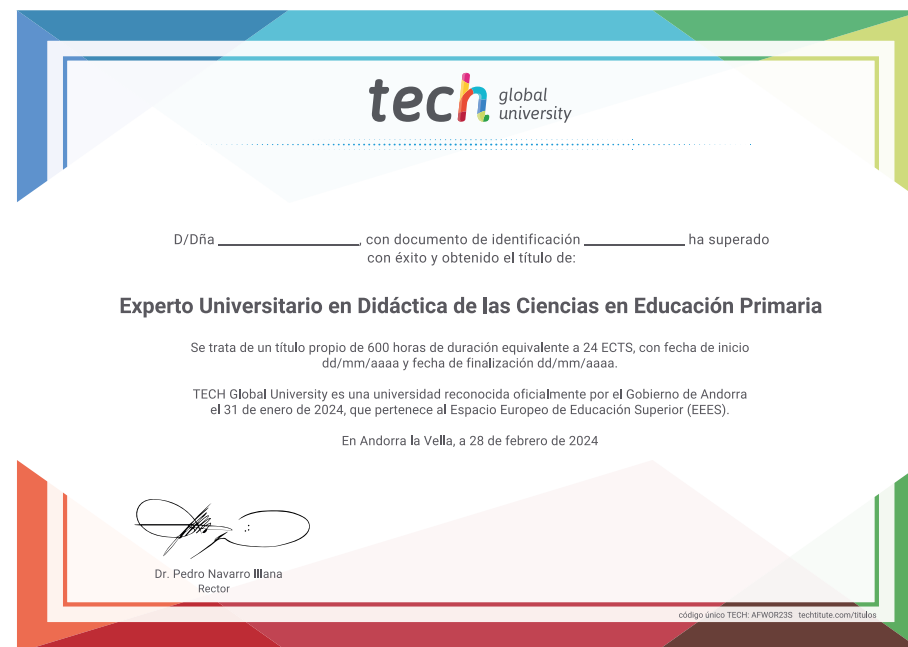 tech global university
D/Dña ____________________, con documento de identificación ______________ ha superado
con éxito y obtenido el título de:
Experto Universitario en Didáctica de las Ciencias en Educación Primaria
Se trata de un título propio de 600 horas de duración equivalente a 24 ECTS, con fecha de inicio
dd/mm/aaaa y fecha de finalización dd/mm/aaaa.
TECH Global University es una universidad reconocida oficialmente por el Gobierno de Andorra
el 31 de enero de 2024, que pertenece al Espacio Europeo de Educación Superior (EEES).
En Andorra la Vella, a 28 de febrero de 2024
Dr. Pedro Navarro Illana
Rector
código único TECH: AFWOR23S techtitute.com/titulos